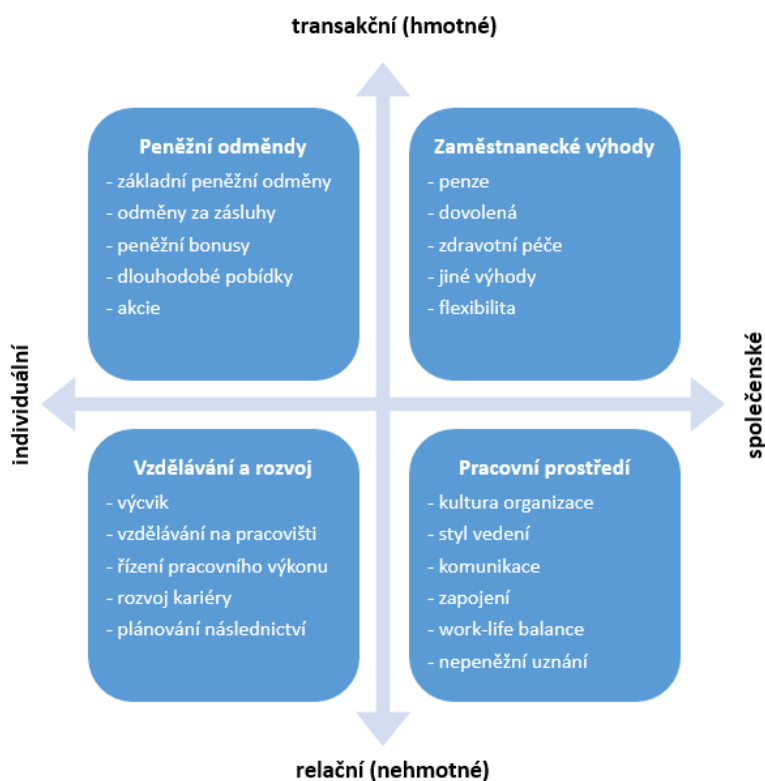 transakční (hmotné)
Peněžní odměndy
- základní peněžní odměny
- odměny za zásluhy
- peněžní bonusy
- dlouhodobé pobídky
- akcie
Zaměstnanecké výhody
- penze
- dovolená
- zdravotní péče
- jiné výhody
- flexibilita
individuální
společenské
Vzdělávání a rozvoj
- výcvik
- vzdělávání na pracovišti
- řízení pracovního výkonu
- rozvoj kariéry
- plánování následnictví
Pracovní prostředí
- kultura organizace
- styl vedení
- komunikace
- zapojení
- work-life balance
- nepeněžní uznání
relační (nehmotné)